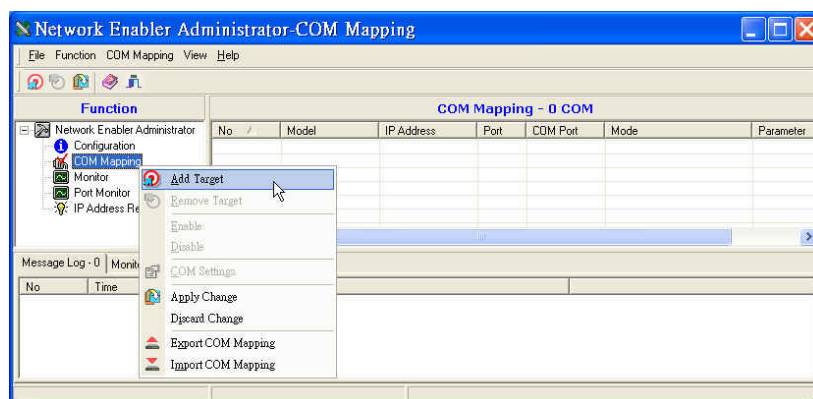 Network Enabler Administrator-COM Mapping
File Function COM Mapping View Help
Function
COM Mapping - 0 COM
Network Enabler Administrator
No Model IP Address Port COM Port Mode Parameter
Configuration
COM Mapping
Monitor
Port Monitor
IP Address Re
Add Target
Remove Target
Enable
Disable
COM Settings
Apply Change
Discard Change
Export COM Mapping
Import COM Mapping
Message Log - 0
No Time